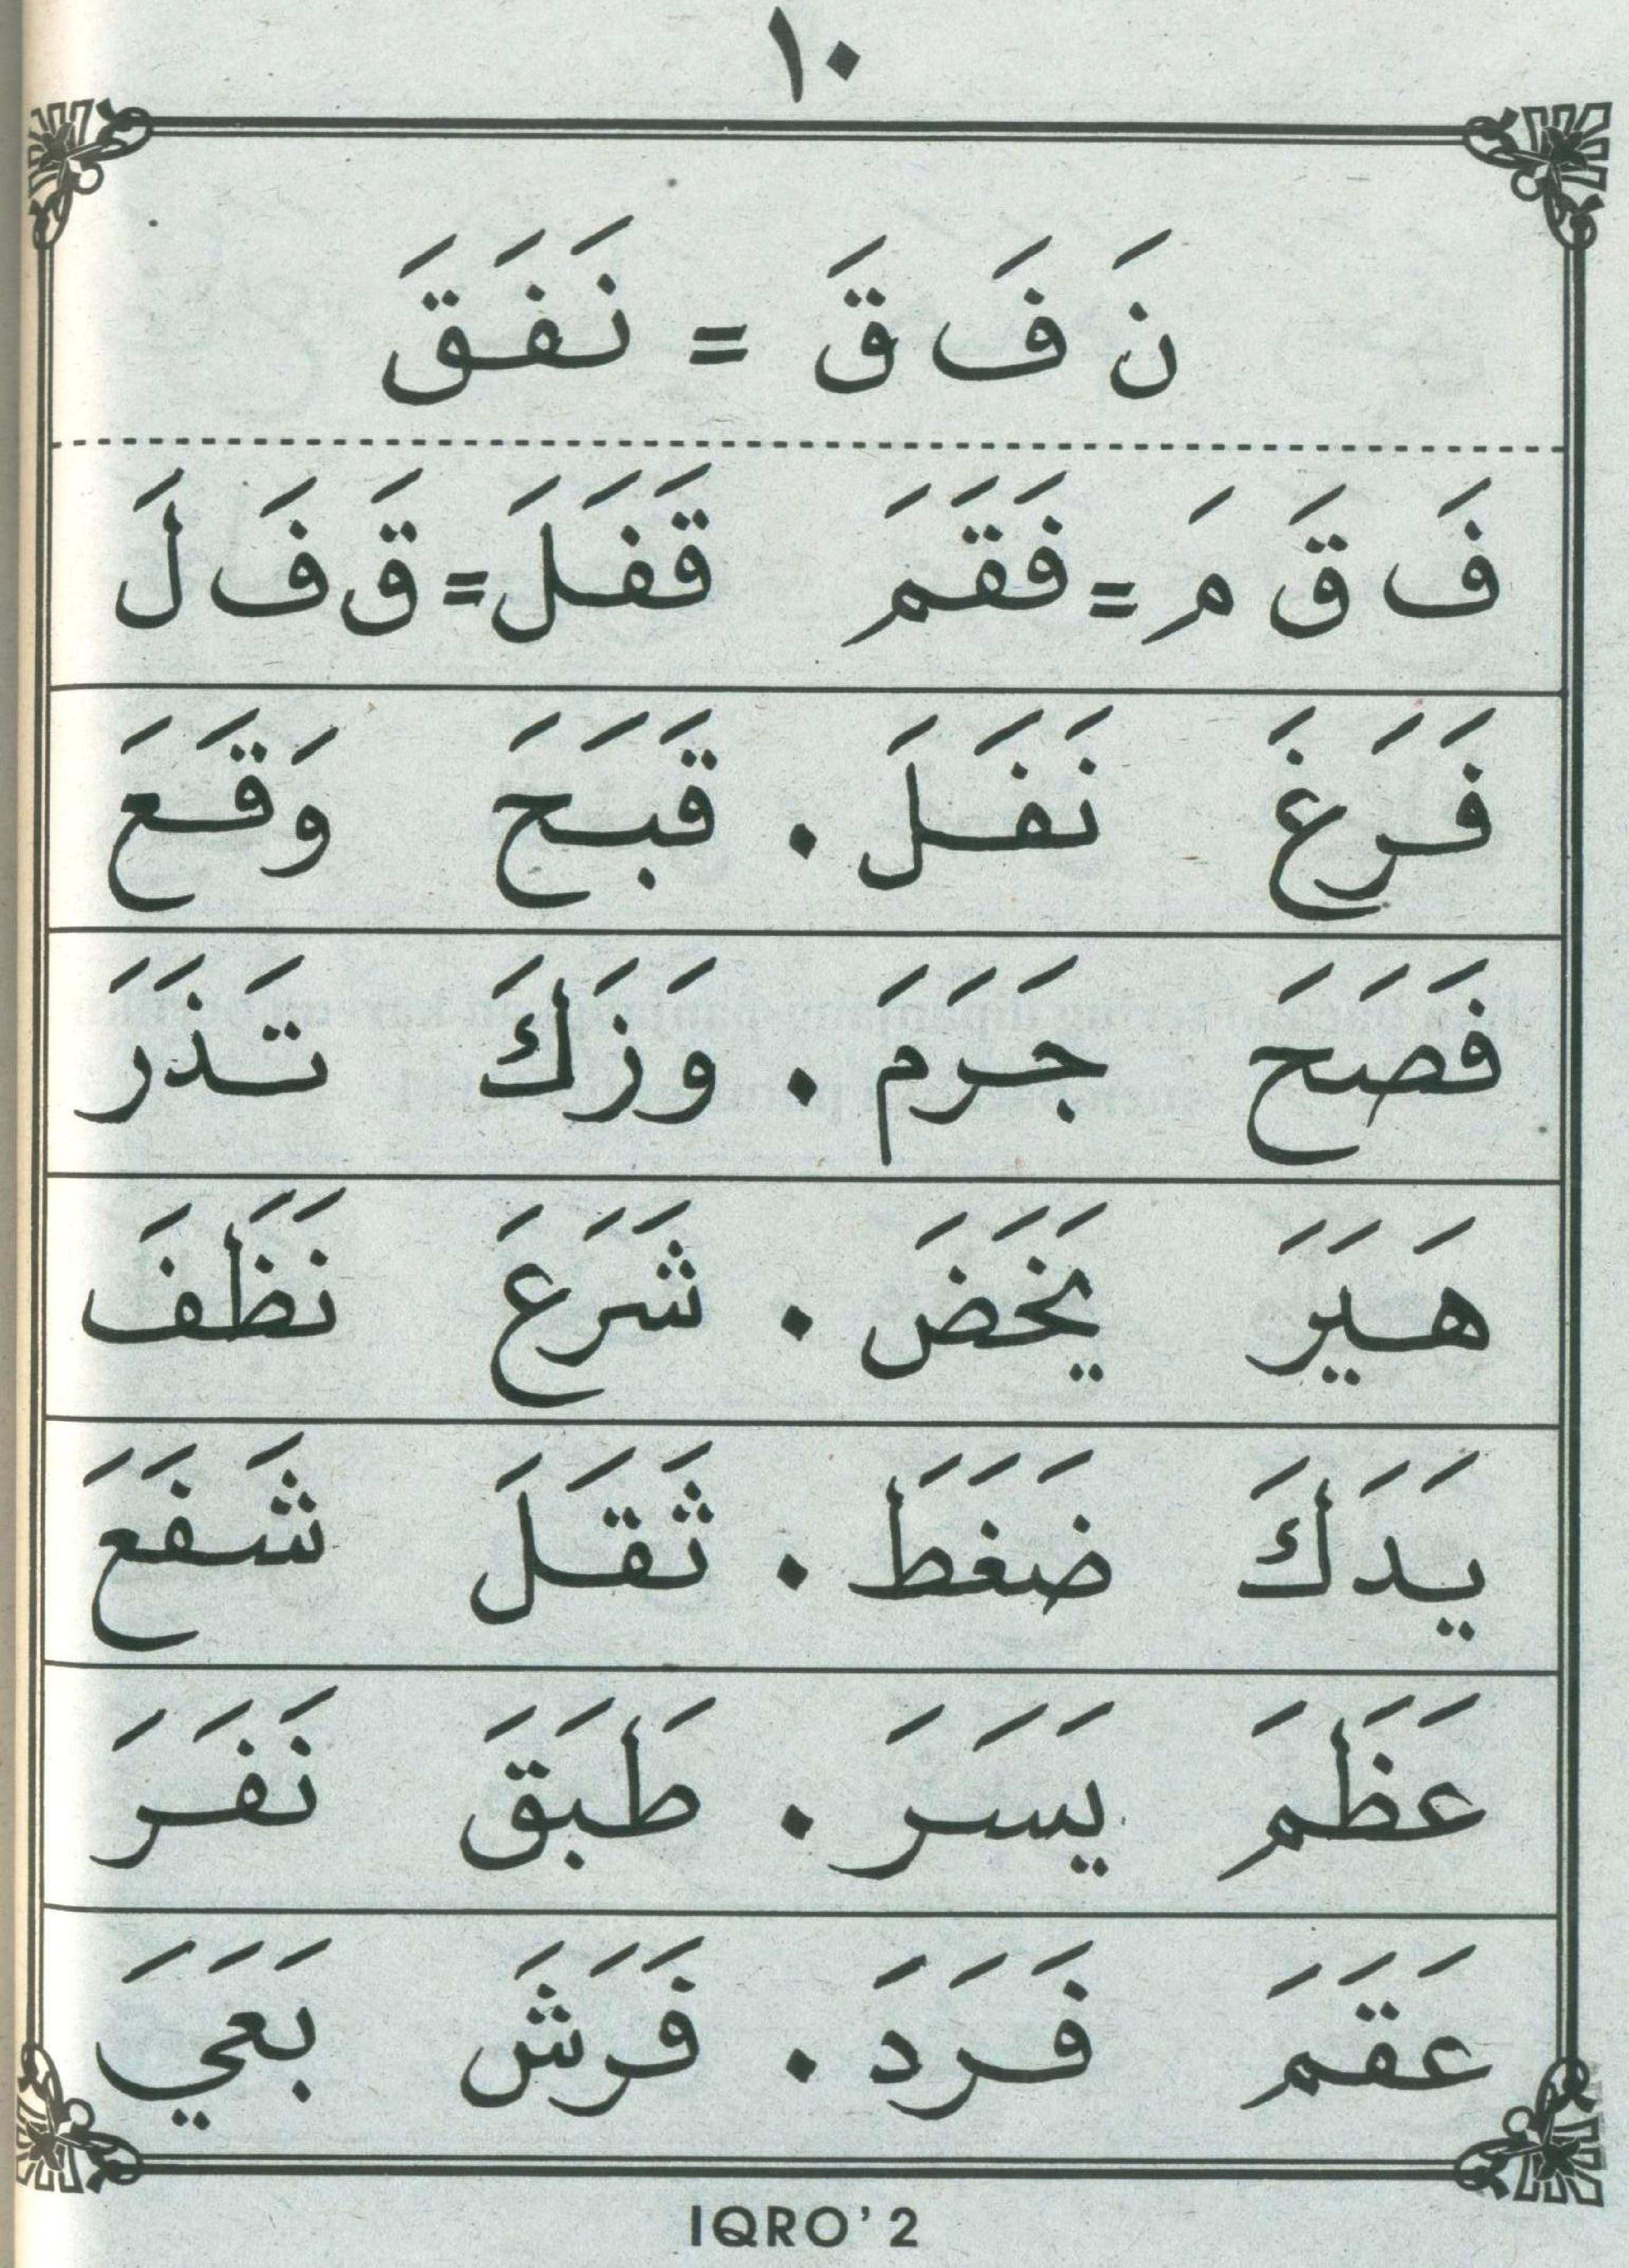 ١٠
نَ فَ قَ = نَفَقَ
فَ قَ مَ = فَقَمَ قَفَلَ = قَ فَ لَ
فَرَغَ نَفَلَ . قَبَحَ وَقَعَ
فَصَحَ جَرَمَ . وَزَكَ تَذَرَ
هَيَرَ يَخَضَ . شَرَعَ نَظَفَ
يَدَكَ ضَغَطَ . ثَقَلَ شَفَعَ
عَظَمَ يَسَرَ . طَبَقَ نَفَرَ
عَقَمَ فَرَدَ . فَرَشَ بَعَيَ
IQRO' 2